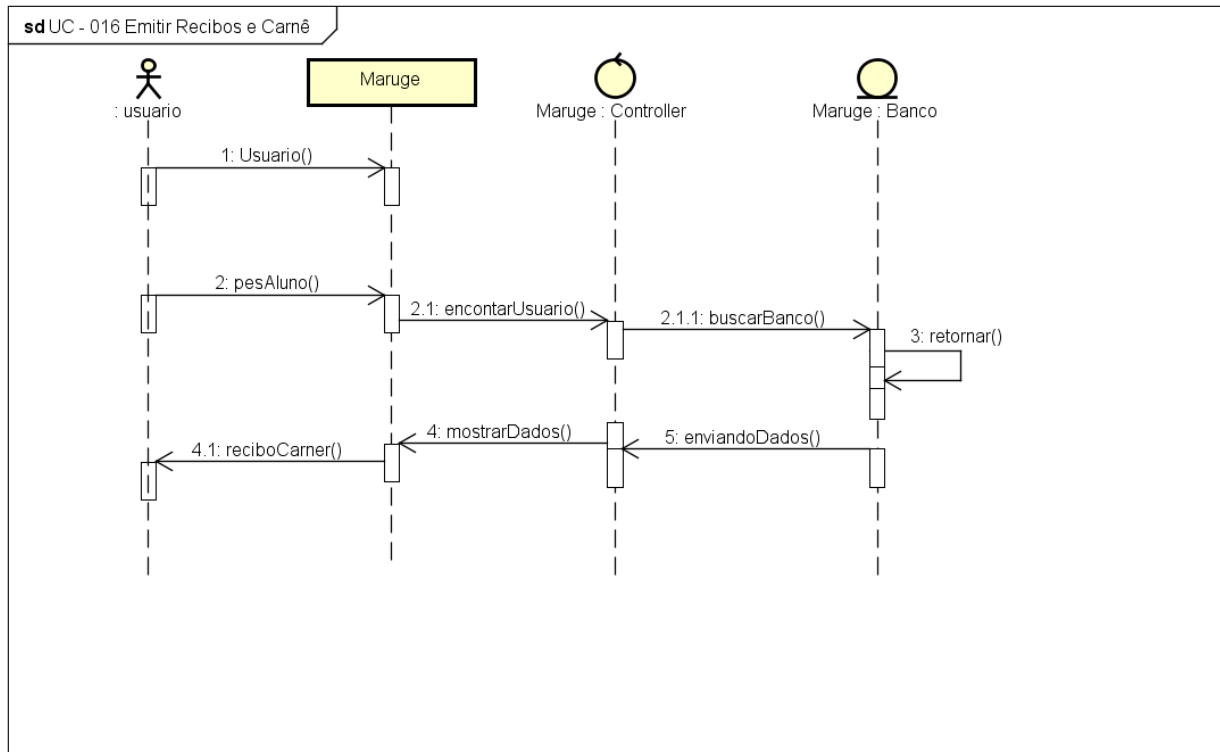 sd UC - 016 Emitir Recibos e Carnê
: usuario
Maruge
Maruge : Controller
Maruge : Banco
1: Usuario()
2: pesAluno()
2.1: encontarUsuario()
2.1.1: buscarBanco()
3: retornar()
4: mostrarDados()
5: enviandoDados()
4.1: reciboCarner()